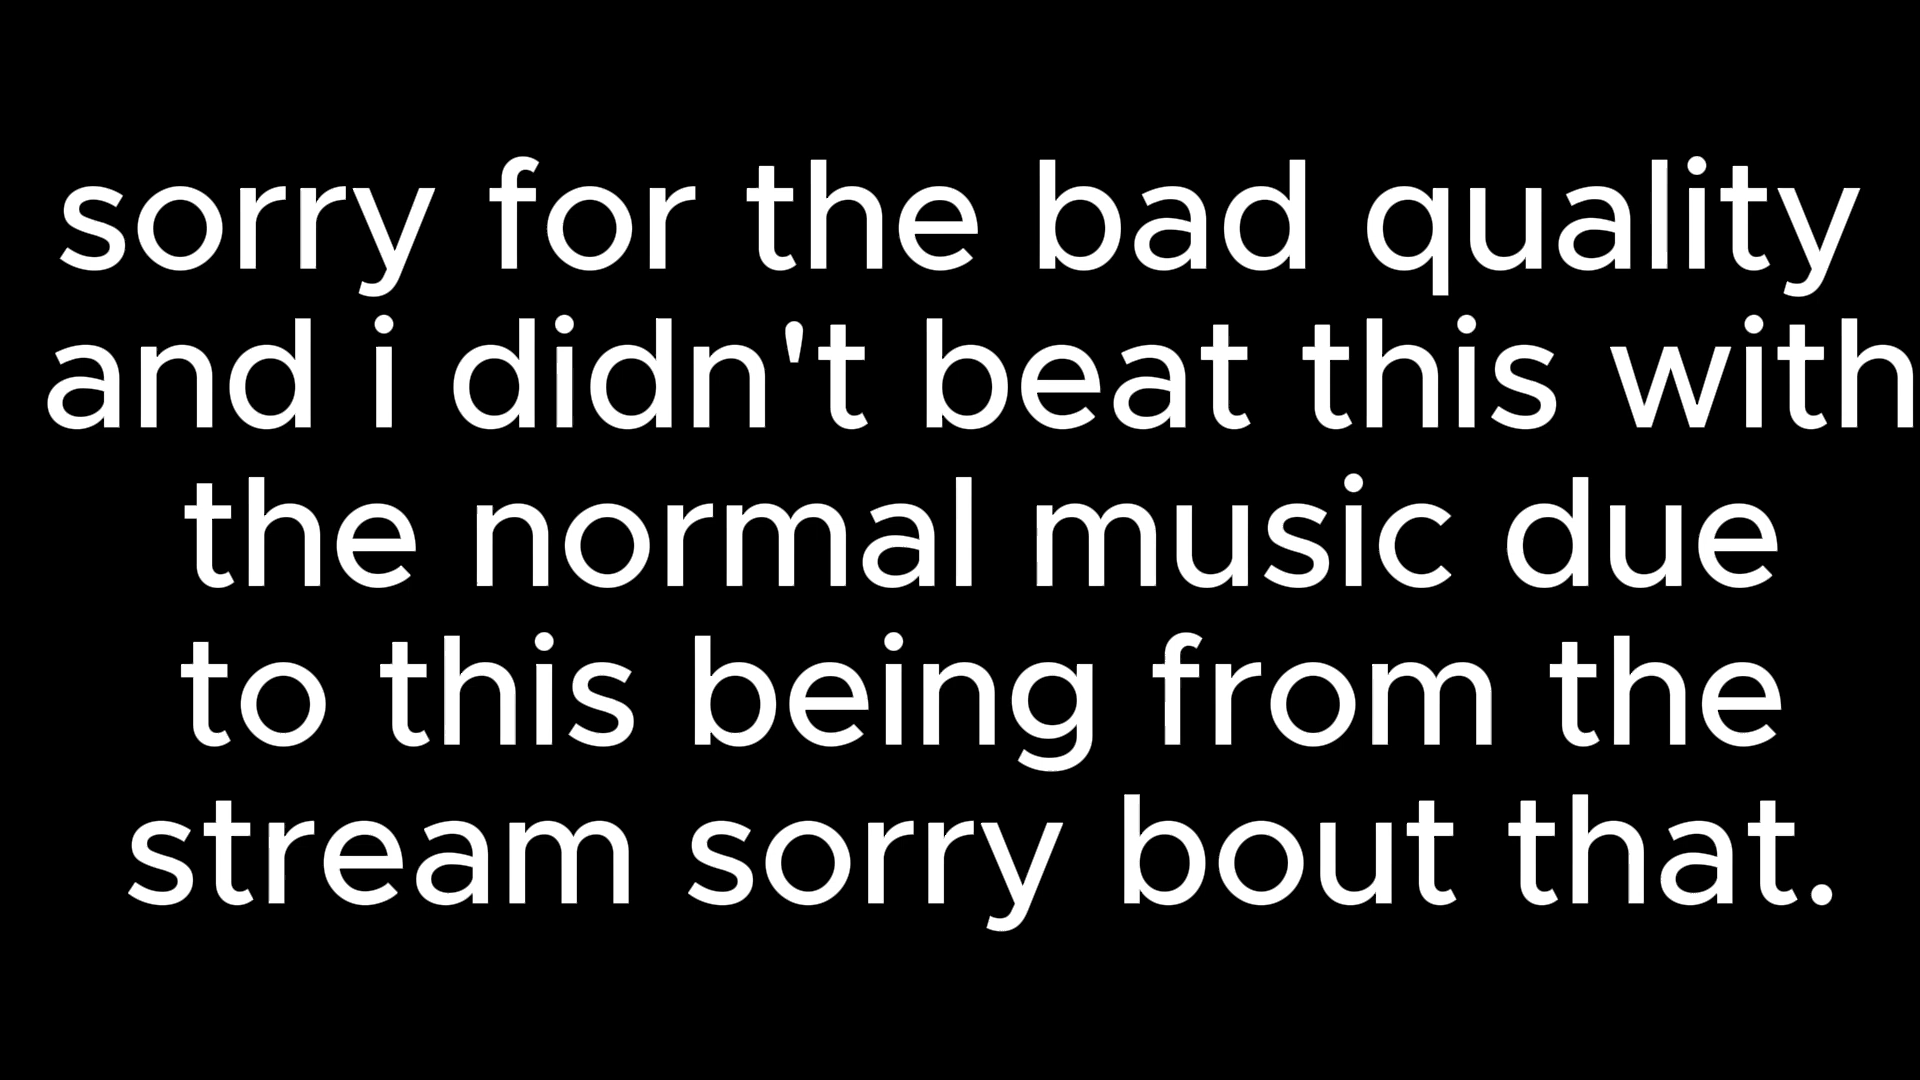 sorry for the bad quality
and i didn't beat this with
the normal music due
to this being from the
stream sorry bout that.